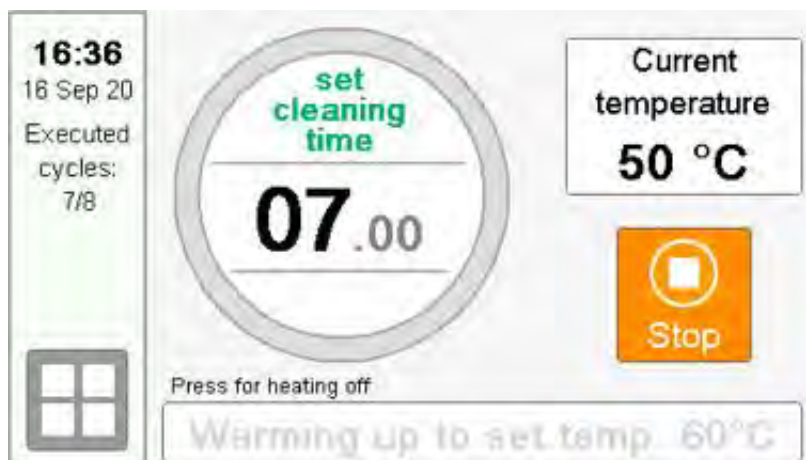 16:36
16 Sep 20
Executed
cycles:
7/8
set
cleaning
time
07.00
Current
temperature
50 °C
Stop
Press for heating off
Warming up to set temp. 60°C